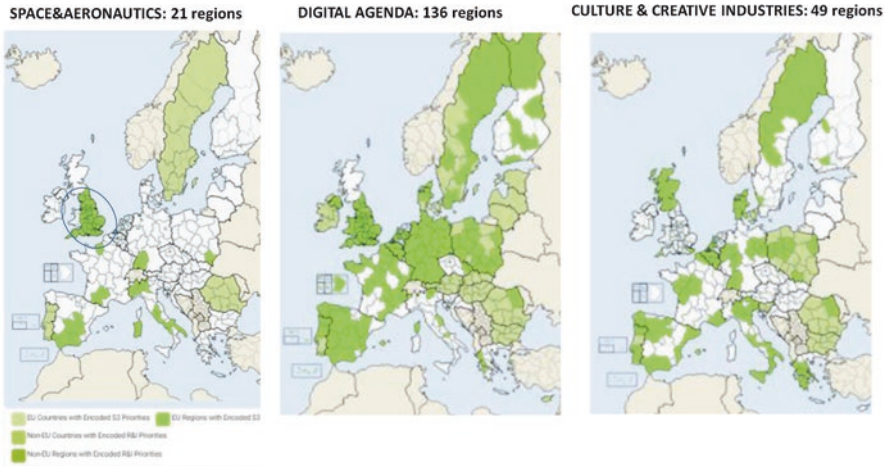 SPACE&AERONAUTICS: 21 regions
DIGITAL AGENDA: 136 regions
CULTURE & CREATIVE INDUSTRIES: 49 regions
EU Countries with Encoded S3 Priorities
EU Regions with Encoded S3
Non-EU Countries with Encoded R&I Priorities
Non-EU Regions with Encoded R&I Priorities